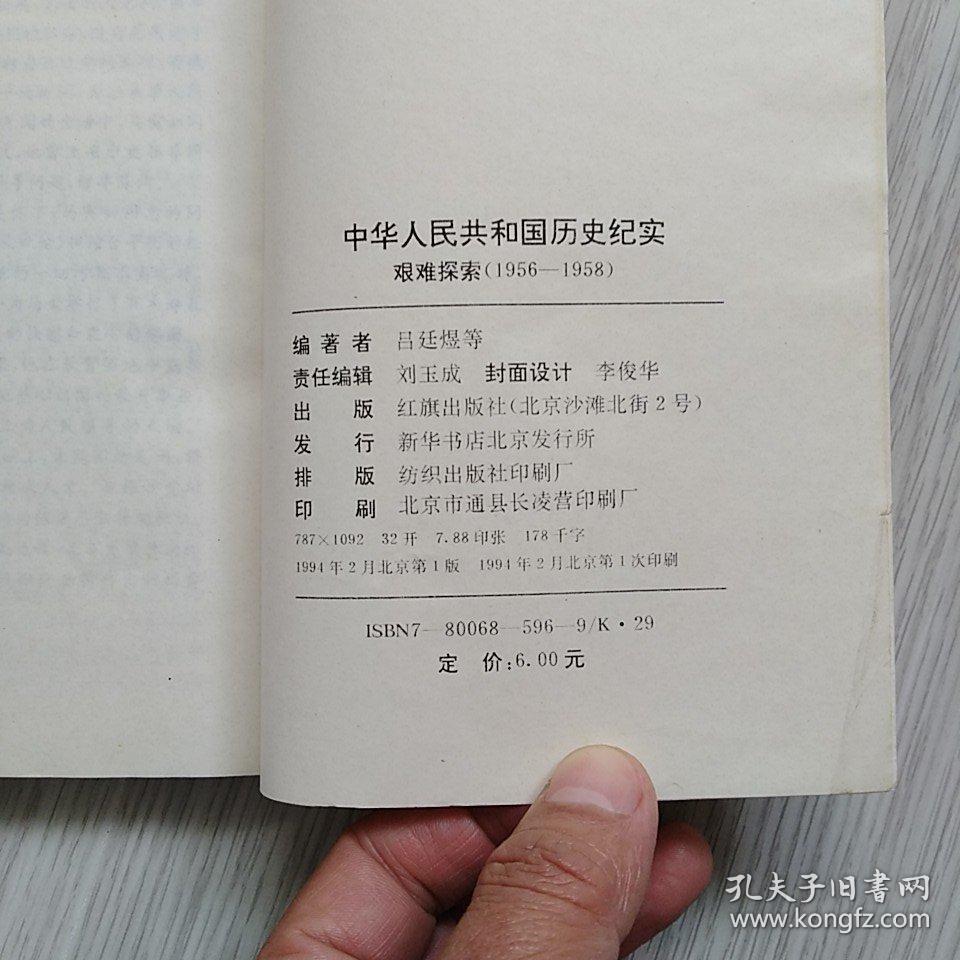 中华人民共和国历史纪实
艰难探索(1956—1958)
编著者 吕廷煜等
责任编辑 刘玉成 封面设计 李俊华
出版 红旗出版社(北京沙滩北街2号)
发行 新华书店北京发行所
排版 纺织出版社印刷厂
印刷 北京市通县长凌营印刷厂
787×1092 32开 7.88印张 178千字
1994年2月北京第1版 1994年2月北京第1次印刷
ISBN7—80068—596—9/K·29
定价:6.00元
孔夫子旧書网
www.kongfz.com